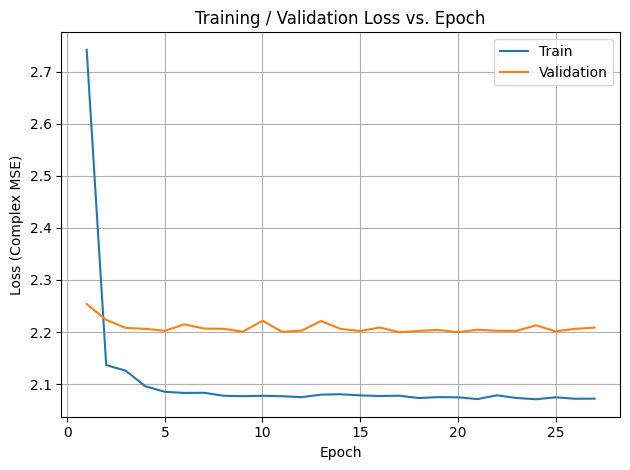 Training / Validation Loss vs. Epoch
Train
Validation
Loss (Complex MSE)
2.7
2.6
2.5
2.4
2.3
2.2
2.1
0 5 10 15 20 25
Epoch